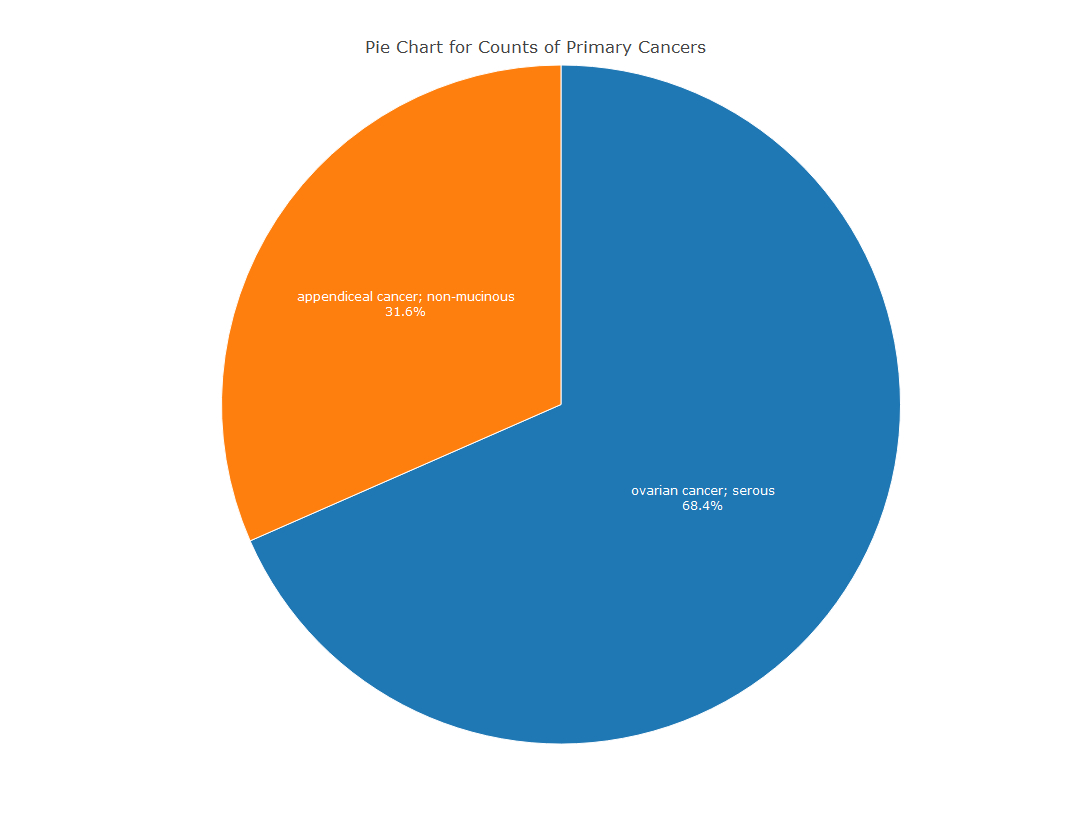 Pie Chart for Counts of Primary Cancers
appendiceal cancer; non-mucinous
31.6%
ovarian cancer; serous
68.4%